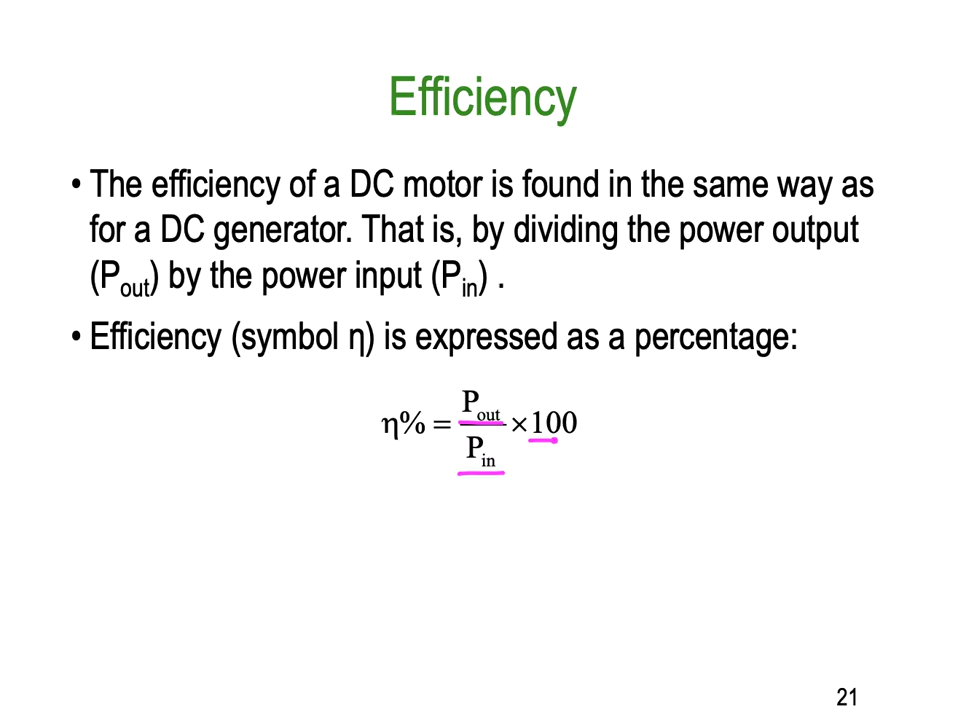 Efficiency
• The efficiency of a DC motor is found in the same way as
for a DC generator. That is, by dividing the power output
(Pout) by the power input (Pin) .
• Efficiency (symbol η) is expressed as a percentage:
η% = Pout / Pin ×100
21